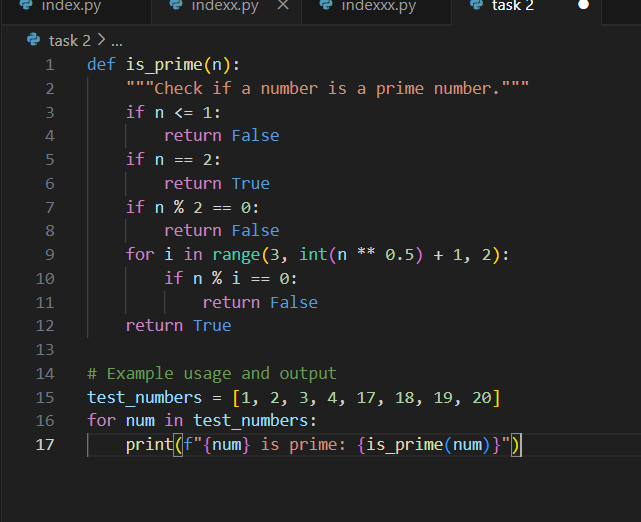 index.py indexx.py indexxx.py task 2
task 2 > ...
1 def is_prime(n):
2     """Check if a number is a prime number."""
3     if n <= 1:
4         return False
5     if n == 2:
6         return True
7     if n % 2 == 0:
8         return False
9     for i in range(3, int(n ** 0.5) + 1, 2):
10         if n % i == 0:
11             return False
12     return True
13
14 # Example usage and output
15 test_numbers = [1, 2, 3, 4, 17, 18, 19, 20]
16 for num in test_numbers:
17     print(f"{num} is prime: {is_prime(num)}")